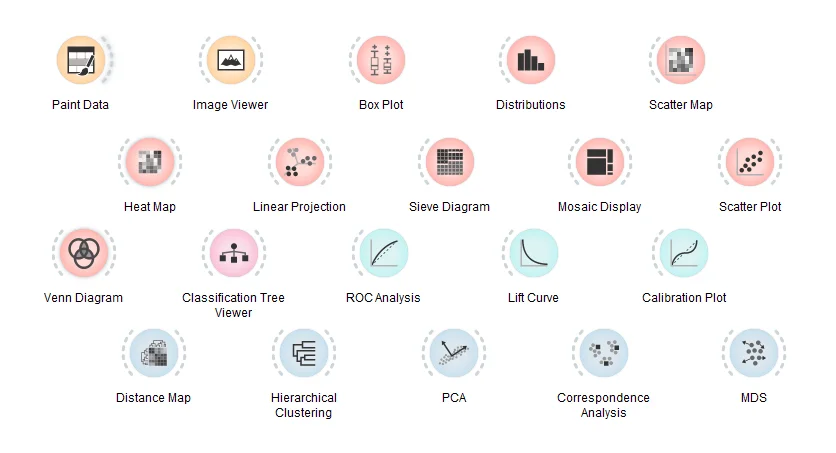 Paint Data
Image Viewer
Box Plot
Distributions
Scatter Map
Heat Map
Linear Projection
Sieve Diagram
Mosaic Display
Scatter Plot
Venn Diagram
Classification Tree
Viewer
ROC Analysis
Lift Curve
Calibration Plot
Distance Map
Hierarchical
Clustering
PCA
Correspondence
Analysis
MDS